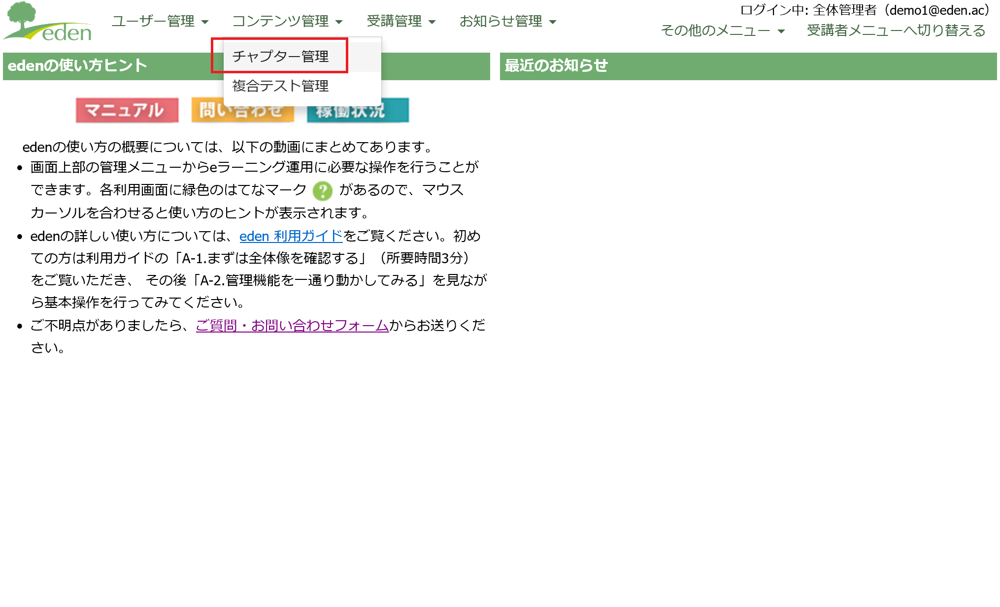 eden
ユーザー管理
コンテンツ管理
受講管理
お知らせ管理
ログイン中: 全体管理者（demo1@eden.ac）
その他のメニュー
受講者メニューへ切り替える
チャプター管理
複合テスト管理
edenの使い方ヒント
最近のお知らせ
マニュアル
問い合わせ
稼働状況
edenの使い方の概要については、以下の動画にまとめてあります。
画面上部の管理メニューからeラーニング運用に必要な操作を行うことが
できます。各利用画面に緑色のはてなマーク ? があるので、マウス
カーソルを合わせると使い方のヒントが表示されます。
edenの詳しい使い方については、eden 利用ガイドをご覧ください。初め
ての方は利用ガイドの「A-1.まずは全体像を確認する」（所要時間3分）
をご覧いただき、 その後「A-2.管理機能を一通り動かしてみる」を見なが
ら基本操作を行ってみてください。
ご不明点がありましたら、ご質問・お問い合わせフォームからお送りくだ
さい。